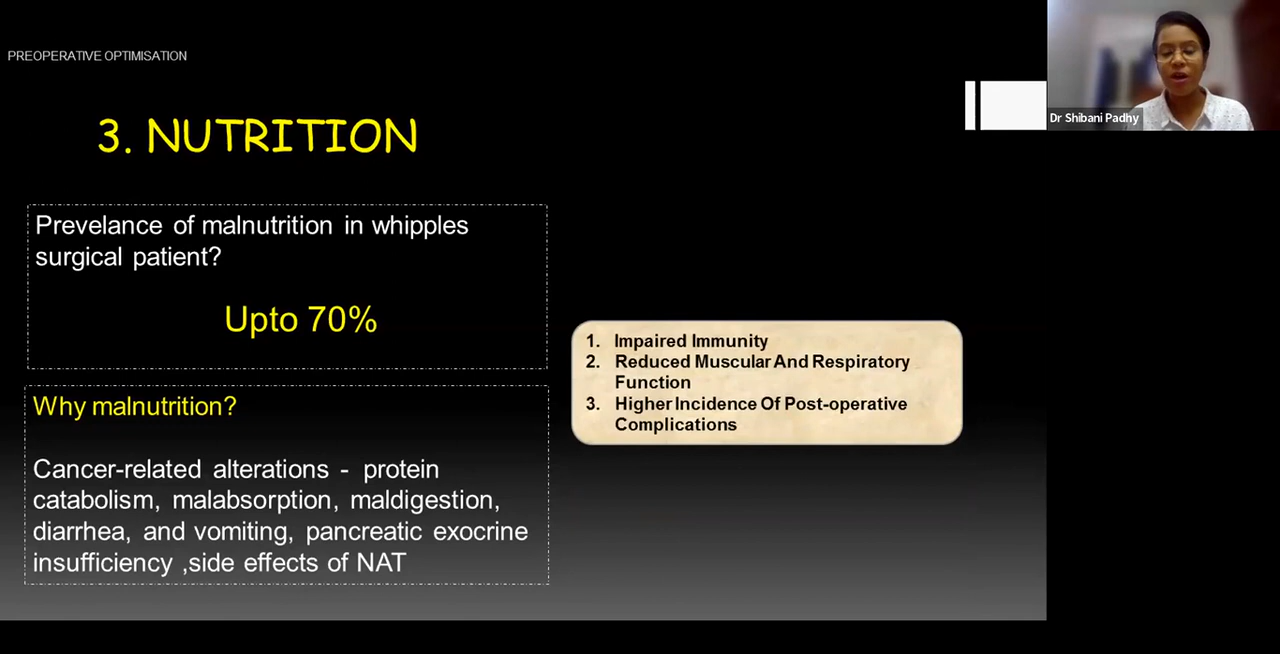 PREOPERATIVE OPTIMISATION
3. NUTRITION
Prevelance of malnutrition in whipples
surgical patient?
Upto 70%
Why malnutrition?
Cancer-related alterations - protein
catabolism, malabsorption, maldigestion,
diarrhea, and vomiting, pancreatic exocrine
insufficiency ,side effects of NAT
1. Impaired Immunity
2. Reduced Muscular And Respiratory
Function
3. Higher Incidence Of Post-operative
Complications
Dr Shibani Padhy